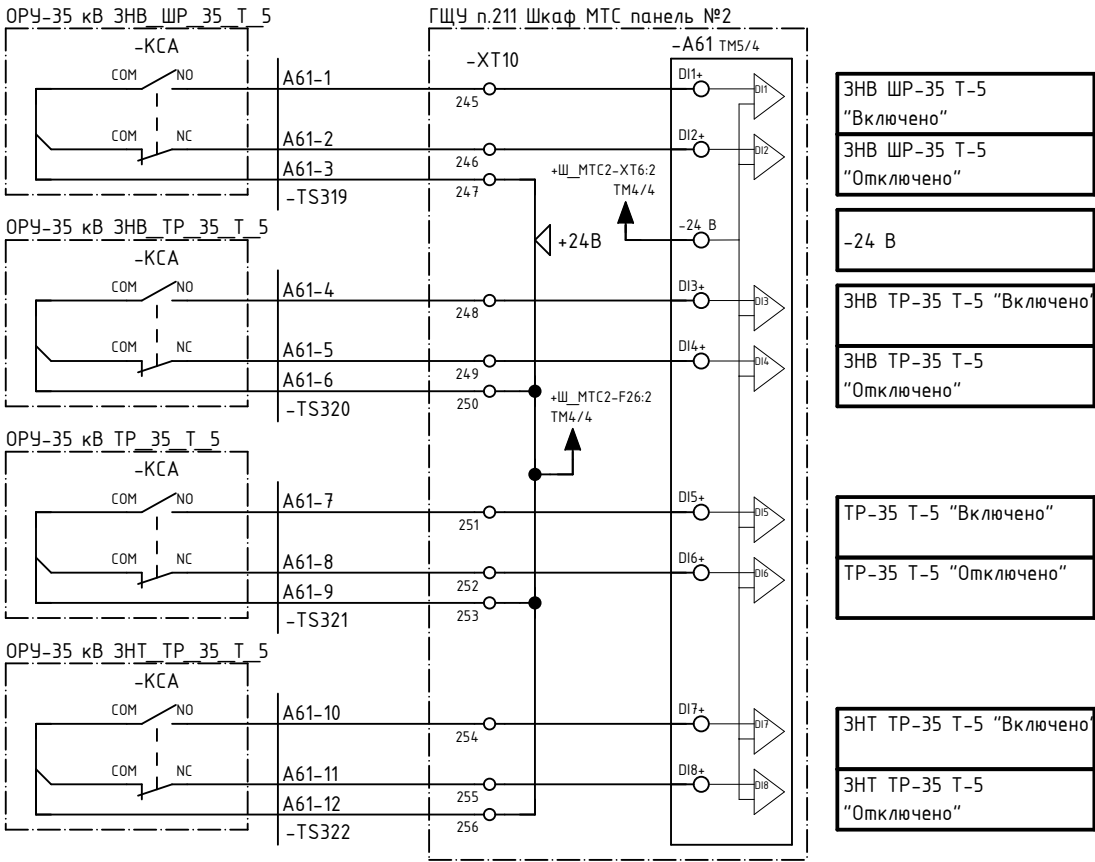 ОРУ-35 кВ ЗНВ_ШР_35_Т_5
-КСА
COM
NO
COM
NC
A61-1
A61-2
A61-3
-TS319
ОРУ-35 кВ ЗНВ_ТР_35_Т_5
-КСА
COM
NO
COM
NC
A61-4
A61-5
A61-6
-TS320
ОРУ-35 кВ ТР_35_Т_5
-КСА
COM
NO
COM
NC
A61-7
A61-8
A61-9
-TS321
ОРУ-35 кВ ЗНТ_ТР_35_Т_5
-КСА
COM
NO
COM
NC
A61-10
A61-11
A61-12
-TS322
ГЩУ п.211 Шкаф МТС панель №2
-XT10
245
246
247
248
249
250
251
252
253
254
255
256
+Ш_МТС2-XT6:2
TM4/4
+24В
+Ш_МТС2-F26:2
TM4/4
-A61 TM5/4
DI1+
DI1
DI2+
DI2
-24 В
DI3+
DI3
DI4+
DI4
DI5+
DI5
DI6+
DI6
DI7+
DI7
DI8+
DI8
ЗНВ ШР-35 Т-5
"Включено"
ЗНВ ШР-35 Т-5
"Отключено"
-24 В
ЗНВ ТР-35 Т-5 "Включено"
ЗНВ ТР-35 Т-5
"Отключено"
ТР-35 Т-5 "Включено"
ТР-35 Т-5 "Отключено"
ЗНТ ТР-35 Т-5 "Включено"
ЗНТ ТР-35 Т-5
"Отключено"